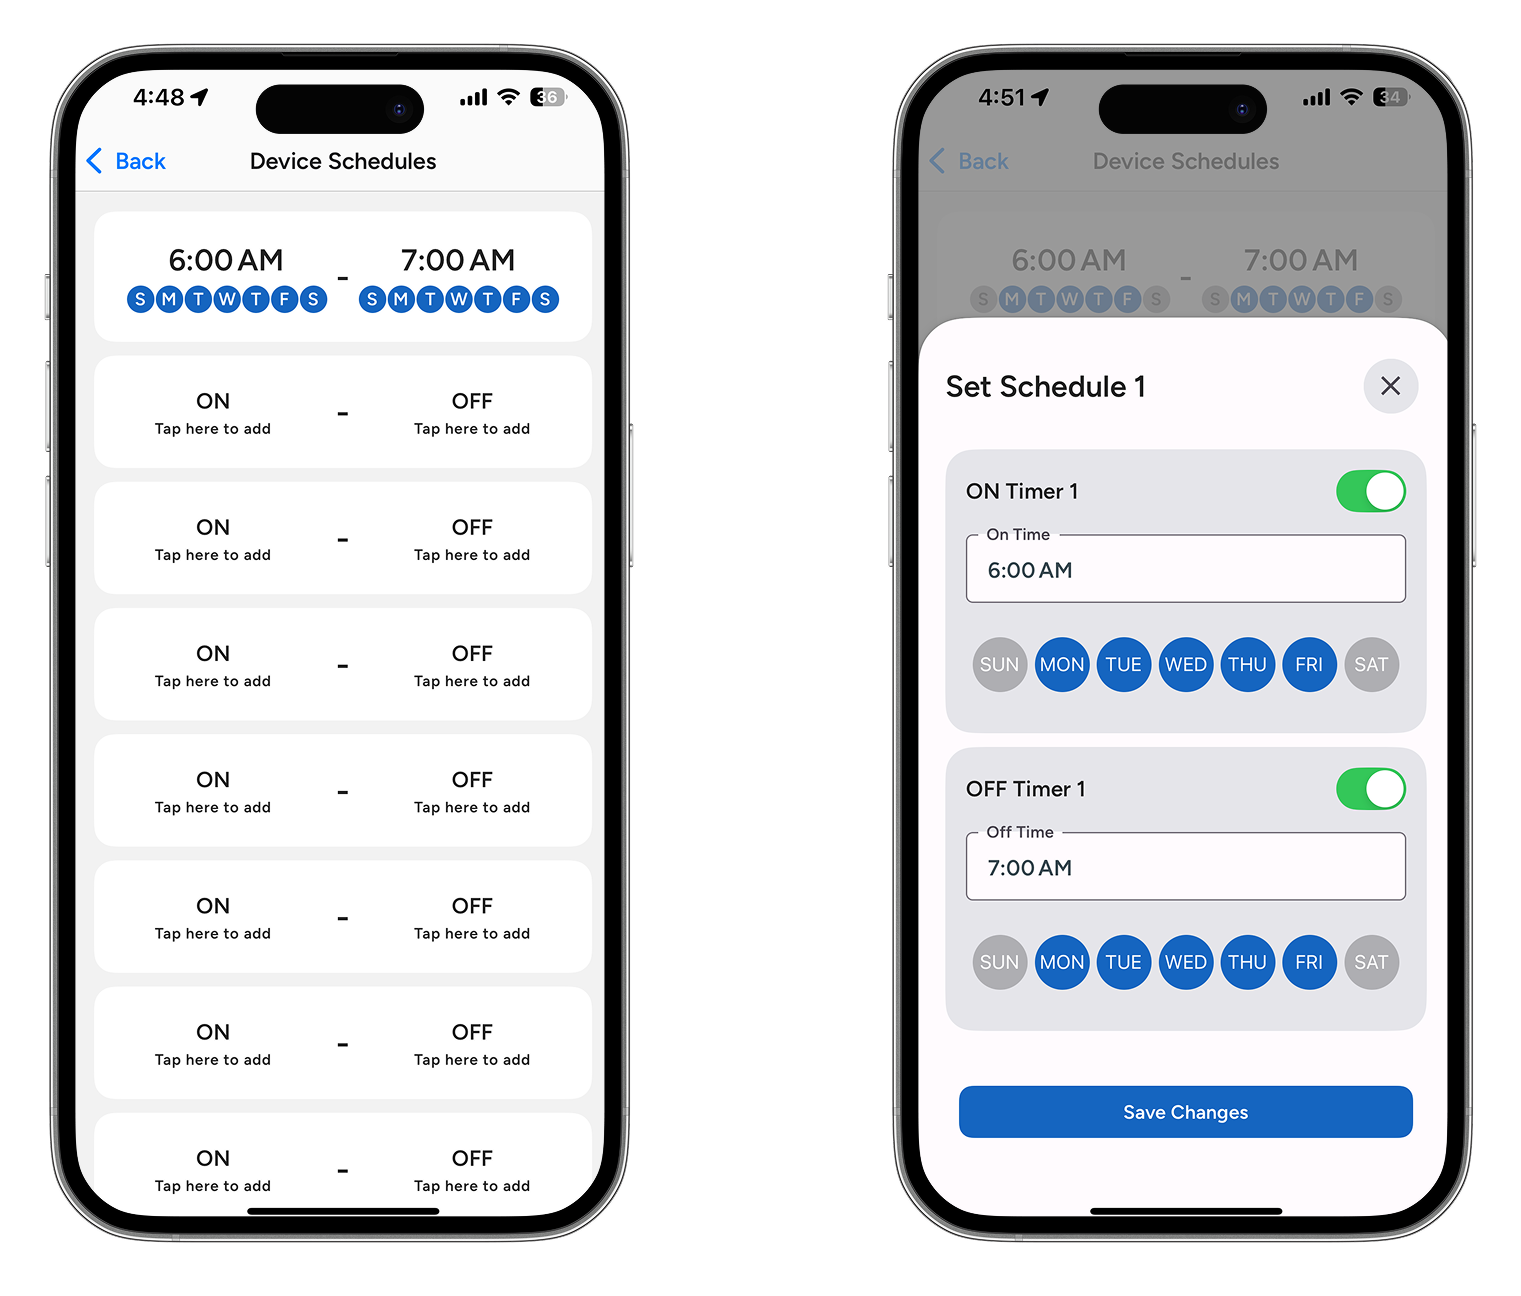 4:48
36
Back
Device Schedules
6:00 AM - 7:00 AM
S M T W T F S S M T W T F S
ON - OFF
Tap here to add Tap here to add
ON - OFF
Tap here to add Tap here to add
ON - OFF
Tap here to add Tap here to add
ON - OFF
Tap here to add Tap here to add
ON - OFF
Tap here to add Tap here to add
ON - OFF
Tap here to add Tap here to add
ON - OFF
Tap here to add Tap here to add
4:51
34
Back
Device Schedules
6:00 AM - 7:00 AM
S M T W T F S S M T W T F S
Set Schedule 1
ON Timer 1
On Time
6:00 AM
SUN MON TUE WED THU FRI SAT
OFF Timer 1
Off Time
7:00 AM
SUN MON TUE WED THU FRI SAT
Save Changes